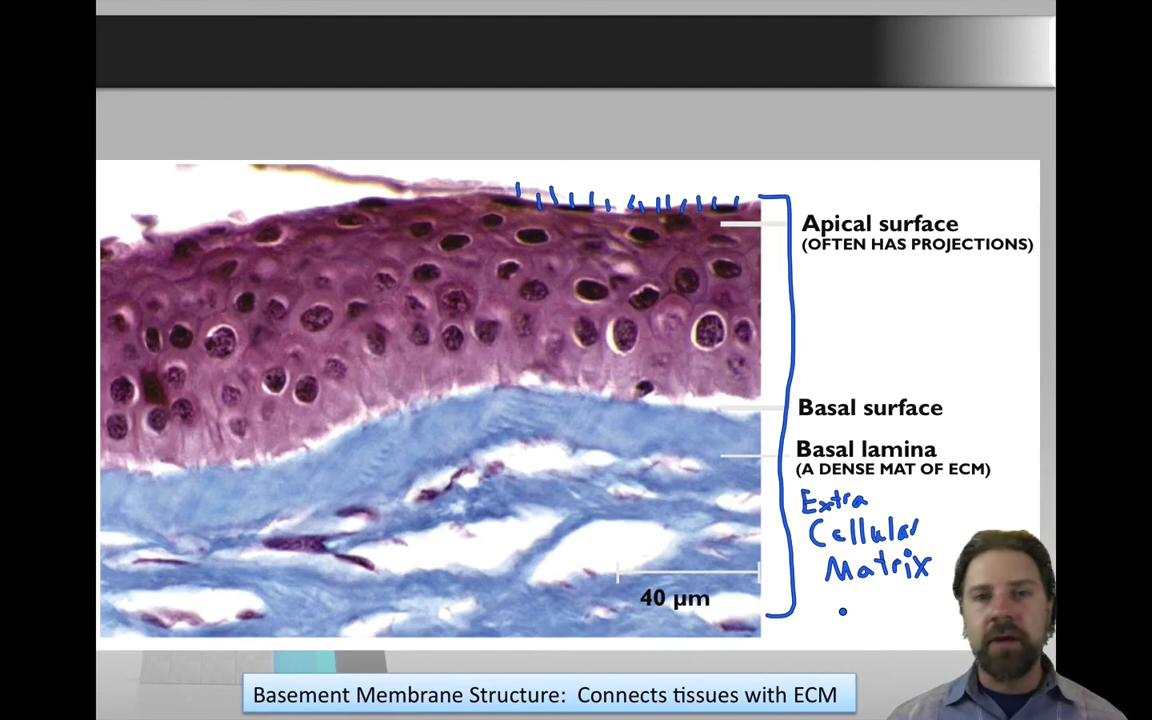 Apical surface
(OFTEN HAS PROJECTIONS)
Basal surface
Basal lamina
(A DENSE MAT OF ECM)
Extra
Cellular
Matrix
40 µm
Basement Membrane Structure: Connects tissues with ECM